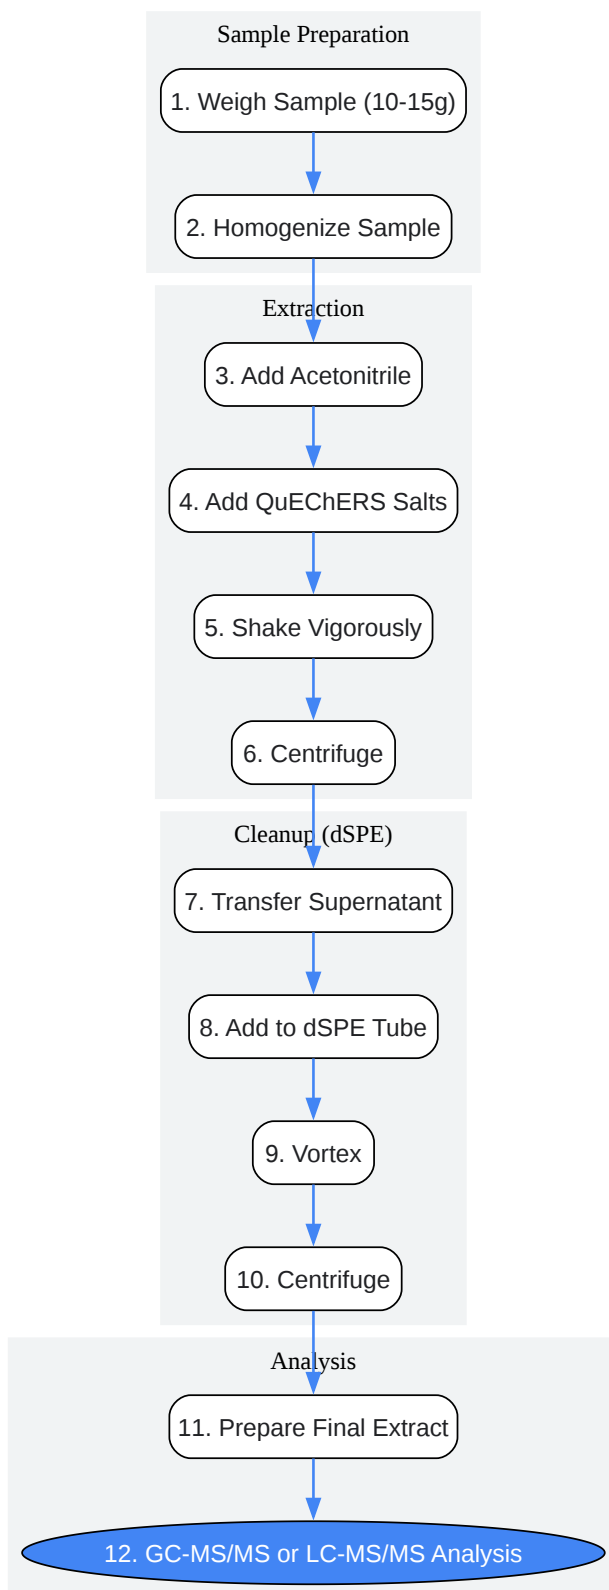 Sample Preparation
1. Weigh Sample (10-15g)
2. Homogenize Sample
Extraction
3. Add Acetonitrile
4. Add QuEChERS Salts
5. Shake Vigorously
6. Centrifuge
Cleanup (dSPE)
7. Transfer Supernatant
8. Add to dSPE Tube
9. Vortex
10. Centrifuge
Analysis
11. Prepare Final Extract
12. GC-MS/MS or LC-MS/MS Analysis